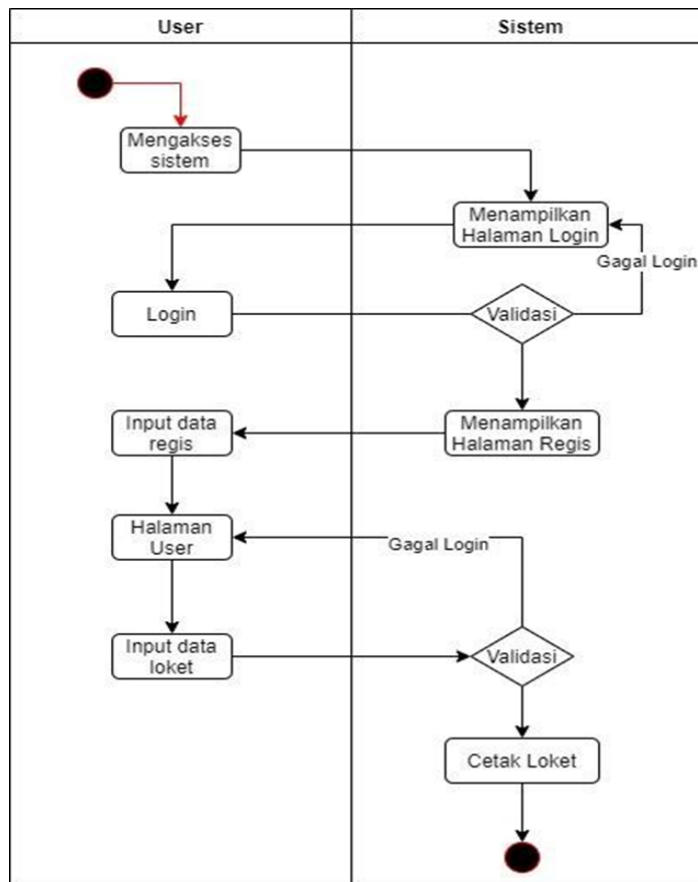 User
Sistem
Mengakses
sistem
Menampilkan
Halaman Login
Gagal Login
Login
Validasi
Input data
regis
Menampilkan
Halaman Regis
Halaman
User
Gagal Login
Input data
loket
Validasi
Cetak Loket